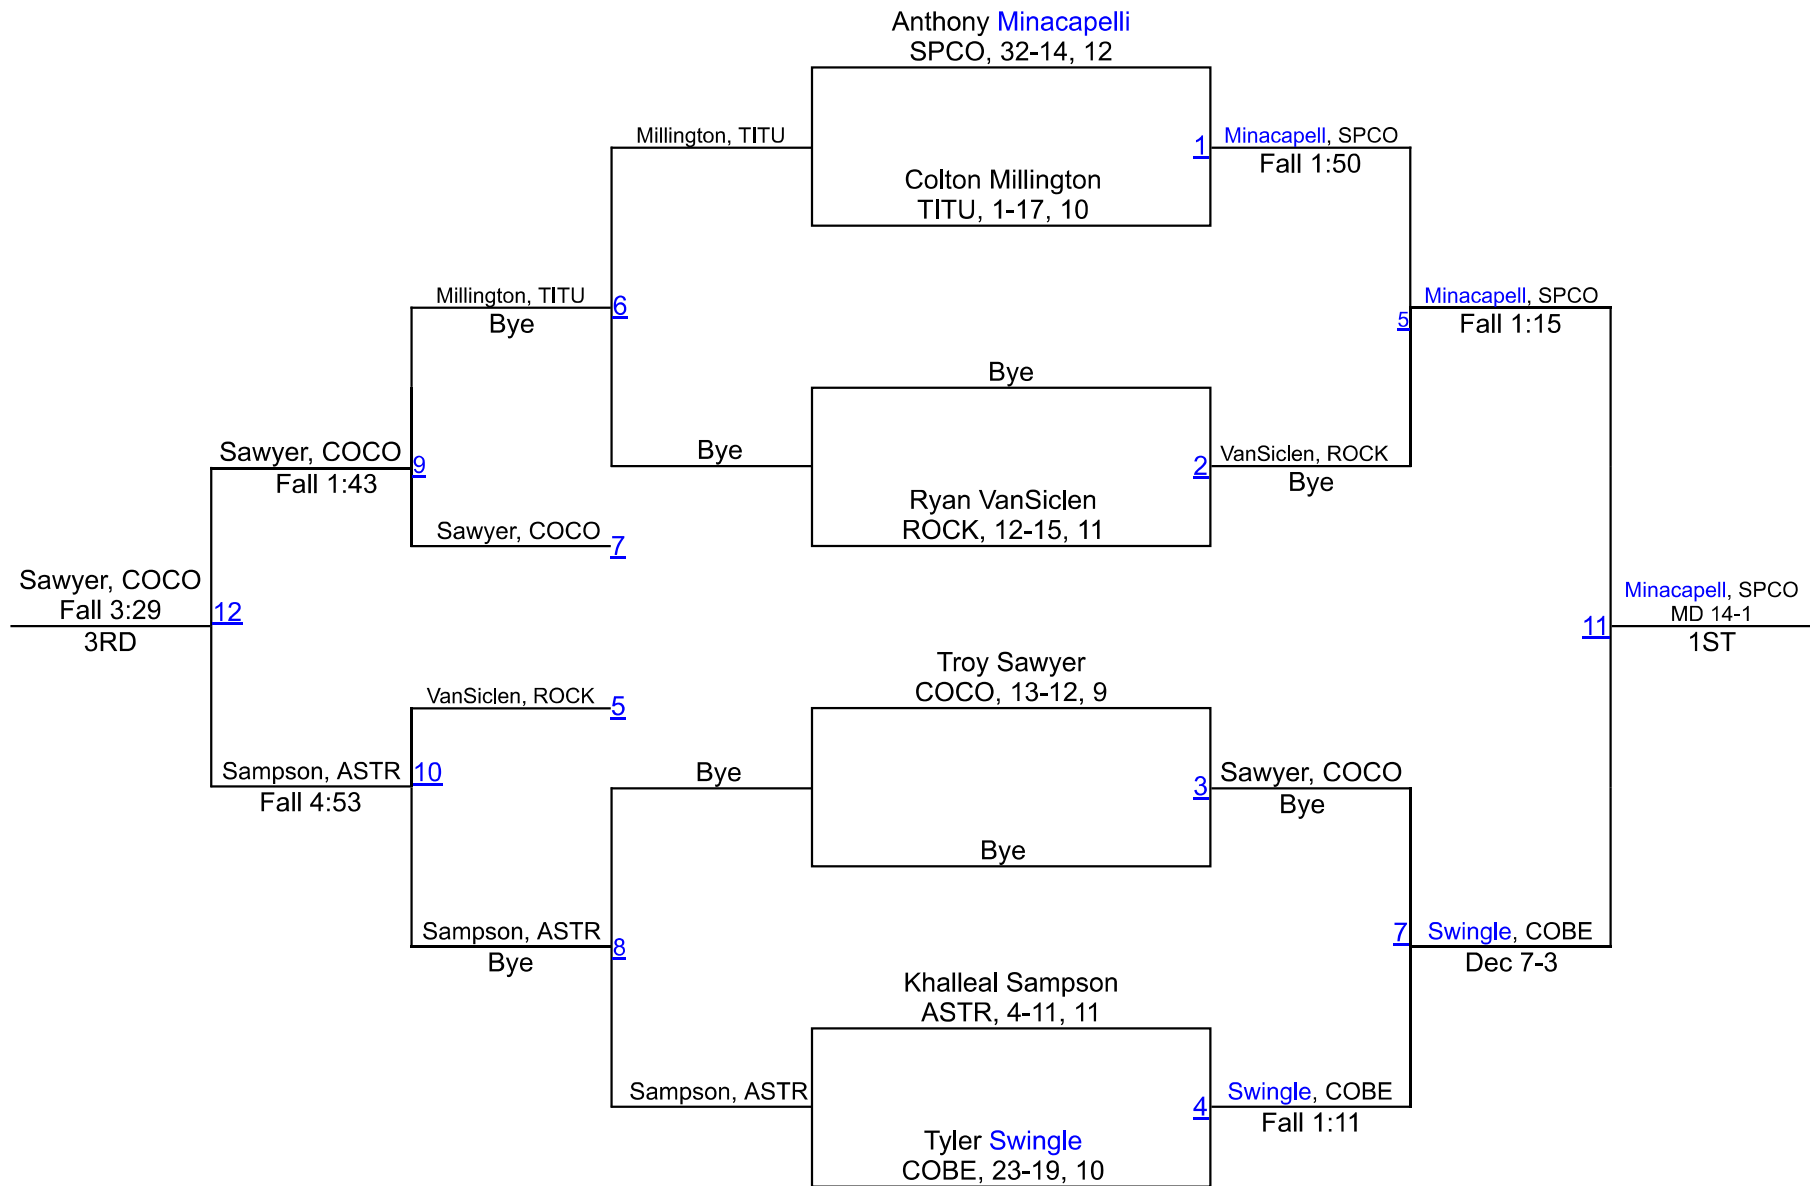 Anthony Minacapelli
SPCO, 32-14, 12
Millington, TITU
1
Minacapell, SPCO
Fall 1:50
Colton Millington
TITU, 1-17, 10
Millington, TITU
Bye
6
5
Minacapell, SPCO
Fall 1:15
Bye
Sawyer, COCO
Fall 1:43
9
Bye
2
VanSiclen, ROCK
Bye
Ryan VanSiclen
ROCK, 12-15, 11
Sawyer, COCO
7
Sawyer, COCO
Fall 3:29
3RD
12
11
Minacapell, SPCO
MD 14-1
1ST
Troy Sawyer
COCO, 13-12, 9
VanSiclen, ROCK
5
Sampson, ASTR
Fall 4:53
10
Bye
3
Sawyer, COCO
Bye
Bye
Sampson, ASTR
Bye
8
7
Swingle, COBE
Dec 7-3
Khalleal Sampson
ASTR, 4-11, 11
Sampson, ASTR
4
Swingle, COBE
Fall 1:11
Tyler Swingle
COBE, 23-19, 10